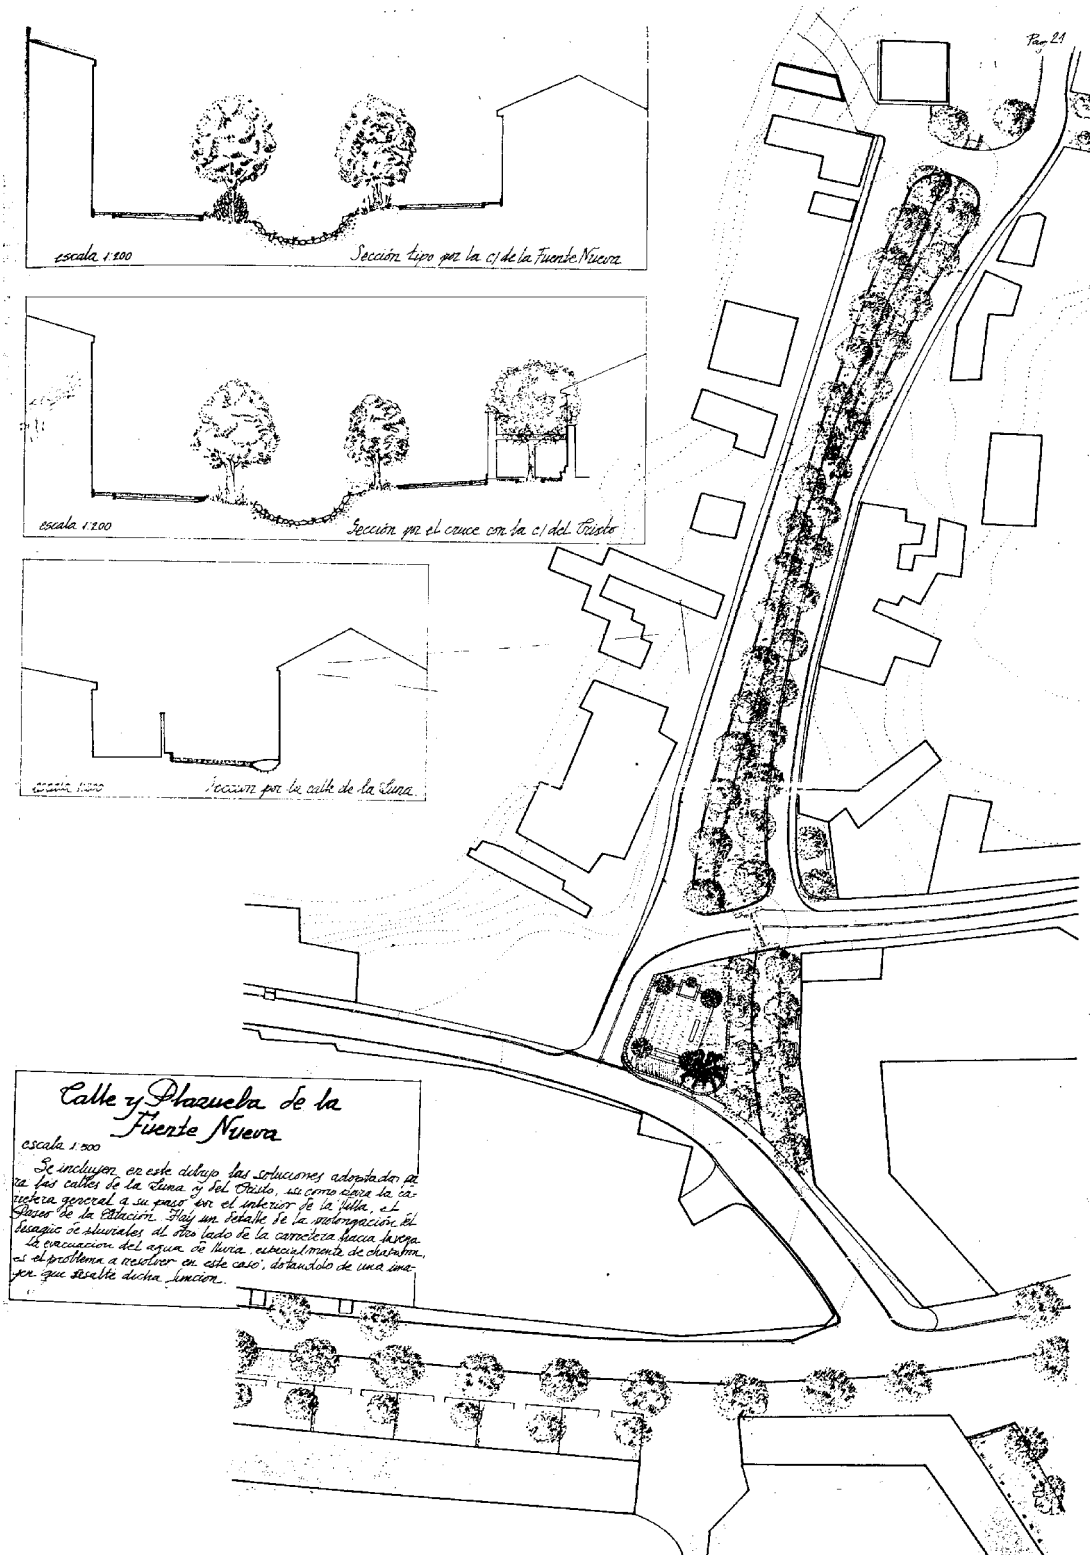 Pag 21
escala 1:200
Sección tipo por la c/ de la Fuente Nueva
escala 1:200
Sección por el cruce con la c/ del Cristo
escala 1:200
Sección por la calle de la Luna
Calle y Plazuela de la
Fuente Nueva
escala 1:500
Se incluyen en este dibujo las soluciones adoptadas pa
ra las calles de la Luna y del Cristo, así como para la ca-
rretera general a su paso por el interior de la Villa, el
Paseo de la Estación. Hay un detalle de la prolongación del
desagüe de pluviales al otro lado de la carretera hacia la vega
la evacuación del agua de lluvia, especialmente de chaparrón,
es el problema a resolver en este caso, dotandolo de una ima-
gen que resalte dicha función.